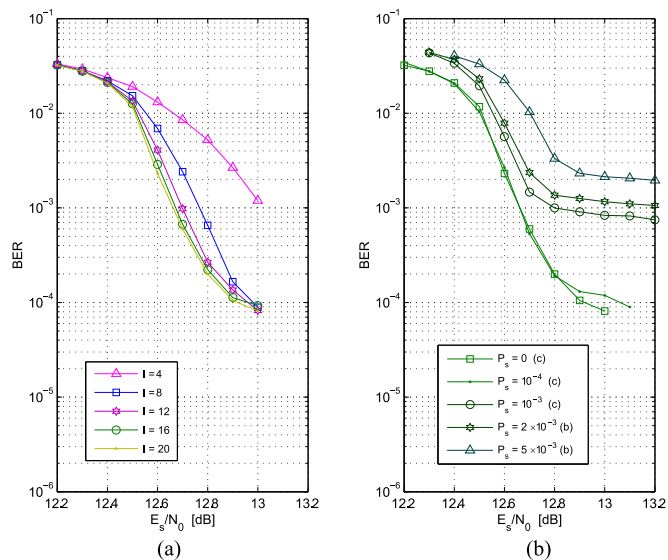 10^-1
10^-2
10^-3
10^-4
10^-5
10^-6
BER
12.2 12.4 12.6 12.8 13 13.2
E_s/N_0 [dB]
I = 4
I = 8
I = 12
I = 16
I = 20
(a)
10^-1
10^-2
10^-3
10^-4
10^-5
10^-6
BER
12.2 12.4 12.6 12.8 13 13.2
E_s/N_0 [dB]
P_s = 0 (c)
P_s = 10^-4 (c)
P_s = 10^-3 (c)
P_s = 2 ×10^-3 (b)
P_s = 5 ×10^-3 (b)
(b)